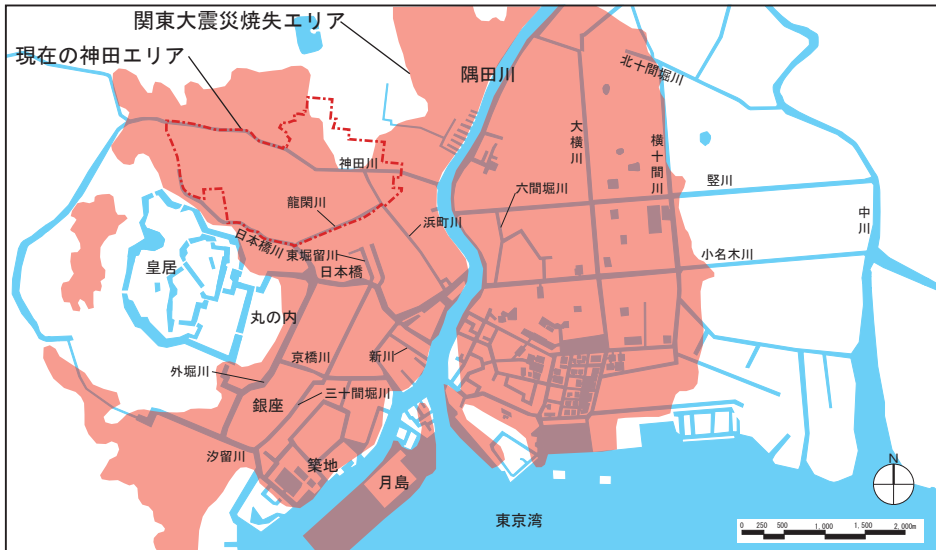 関東大震災焼失エリア
現在の神田エリア
隅田川
北十間堀川
大横川
横十間川
神田川
竪川
六間堀川
龍閑川
浜町川
中川
日本橋川
東堀留川
小名木川
皇居
日本橋
丸の内
京橋川
新川
外堀川
三十間堀川
銀座
汐留川
築地
月島
東京湾
N
0 250 500 1,000 1,500 2,000m